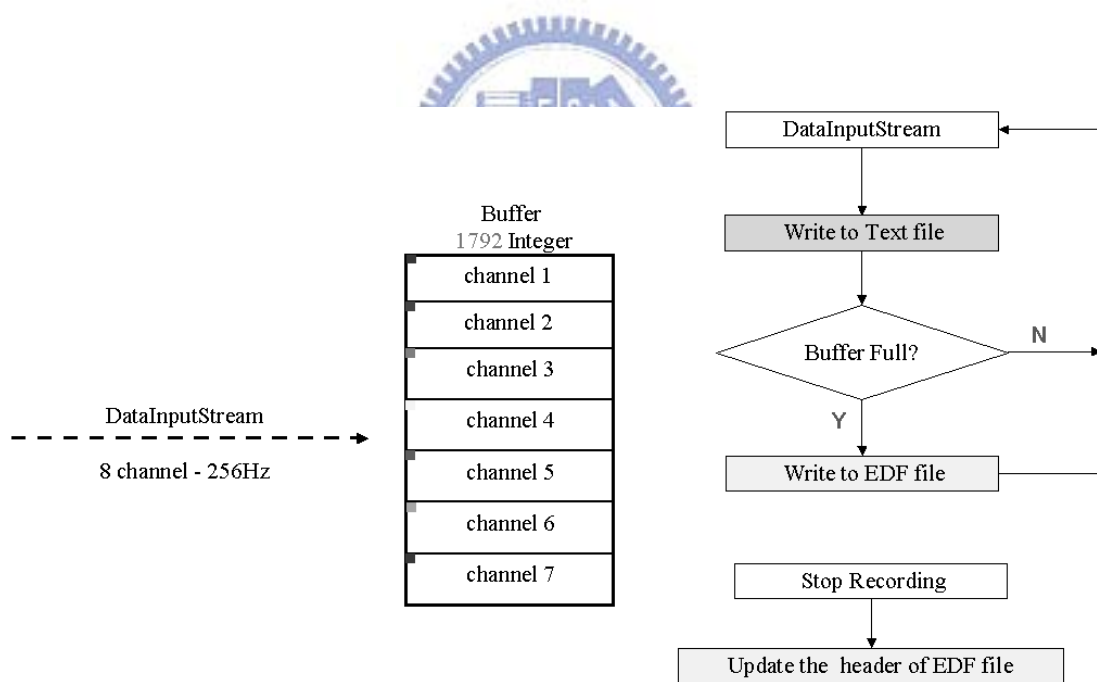 DataInputStream
8 channel - 256Hz
Buffer
1792 Integer
channel 1
channel 2
channel 3
channel 4
channel 5
channel 6
channel 7
DataInputStream
Write to Text file
Buffer Full?
N
Y
Write to EDF file
Stop Recording
Update the header of EDF file